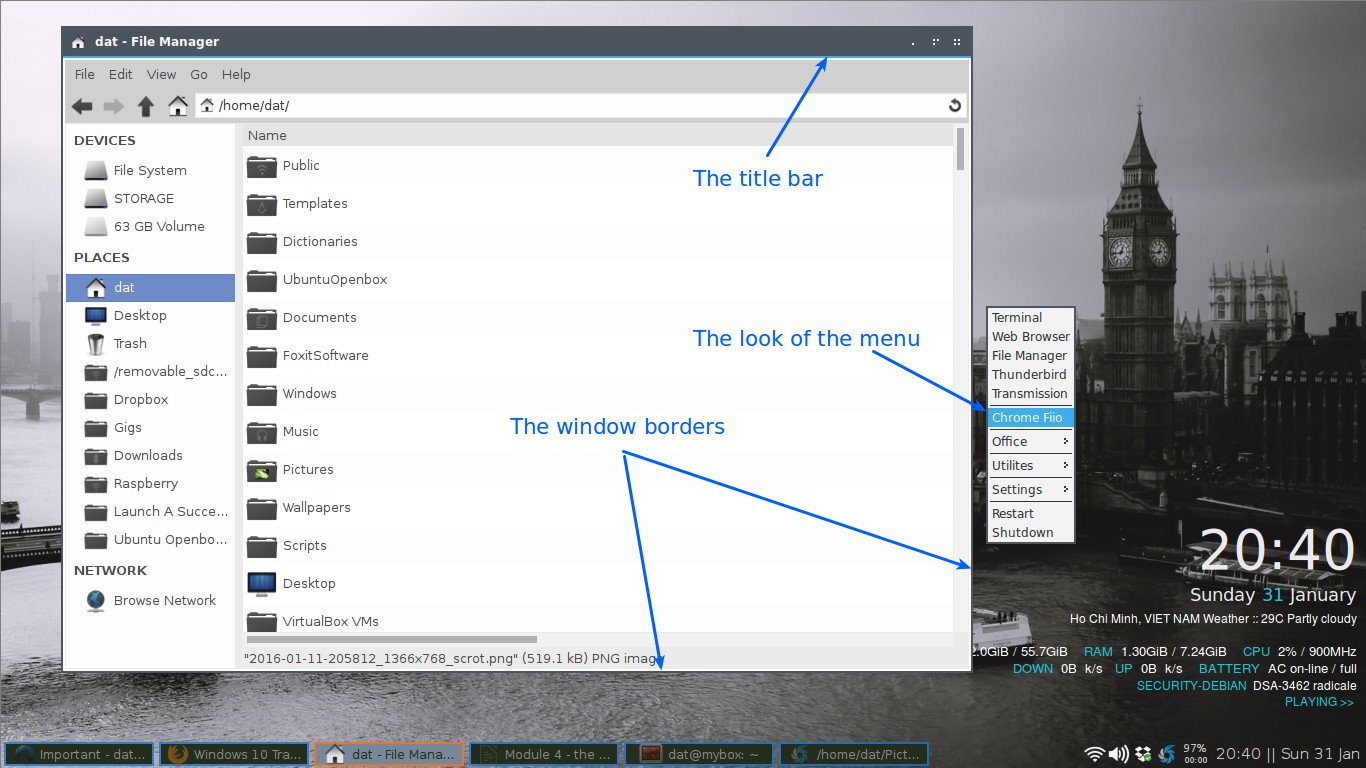 dat - File Manager
File Edit View Go Help
/home/dat/
DEVICES
File System
STORAGE
63 GB Volume
PLACES
dat
Desktop
Trash
/removable_sdc...
Dropbox
Gigs
Downloads
Raspberry
Launch A Succe...
Ubuntu Openbo...
NETWORK
Browse Network
Name
Public
Templates
Dictionaries
UbuntuOpenbox
Documents
FoxitSoftware
Windows
Music
Pictures
Wallpapers
Scripts
Desktop
VirtualBox VMs
"2016-01-11-205812_1366x768_scrot.png" (519.1 kB) PNG imag
The title bar
The look of the menu
The window borders
Terminal
Web Browser
File Manager
Thunderbird
Transmission
Chrome Fiio
Office
Utilites
Settings
Restart
Shutdown
20:40
Sunday 31 January
Ho Chi Minh, VIET NAM Weather :: 29C Partly cloudy
2.0GiB / 55.7GiB RAM 1.30GiB / 7.24GiB CPU 2% / 900MHz
DOWN 0B k/s UP 0B k/s BATTERY AC on-line / full
SECURITY-DEBIAN DSA-3462 radicale
PLAYING >>
Important - dat... Windows 10 Tra... dat - File Mana... Module 4 - the ... dat@mybox: ~ /home/dat/Pict...
97%
00:00
20:40 || Sun 31 Jan